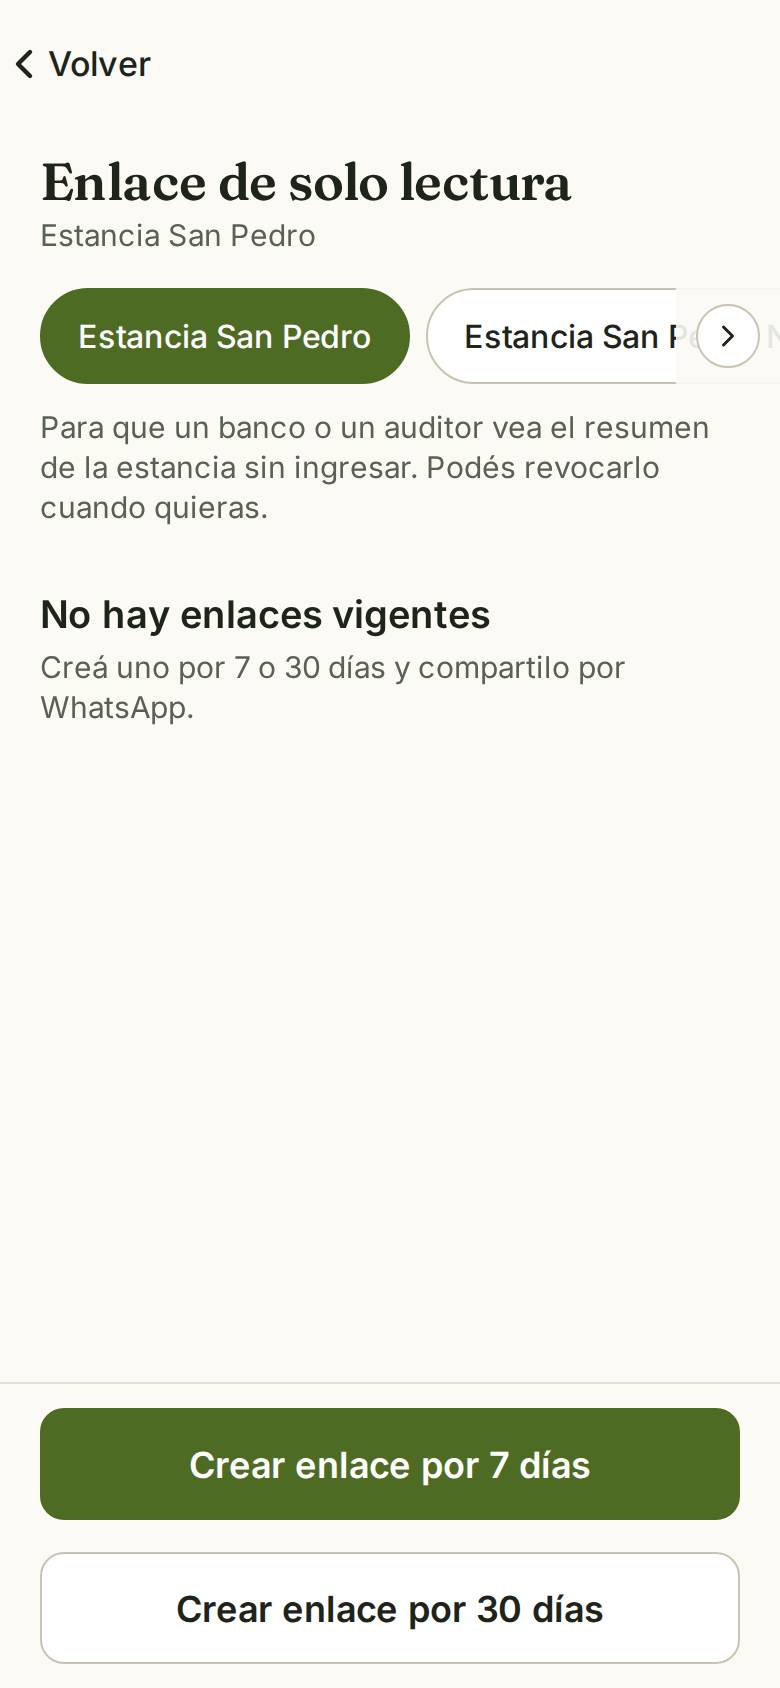 Volver
Enlace de solo lectura
Estancia San Pedro
Estancia San Pedro
Estancia San
Para que un banco o un auditor vea el resumen
de la estancia sin ingresar. Podés revocarlo
cuando quieras.
No hay enlaces vigentes
Creá uno por 7 o 30 días y compartilo por
WhatsApp.
Crear enlace por 7 días
Crear enlace por 30 días